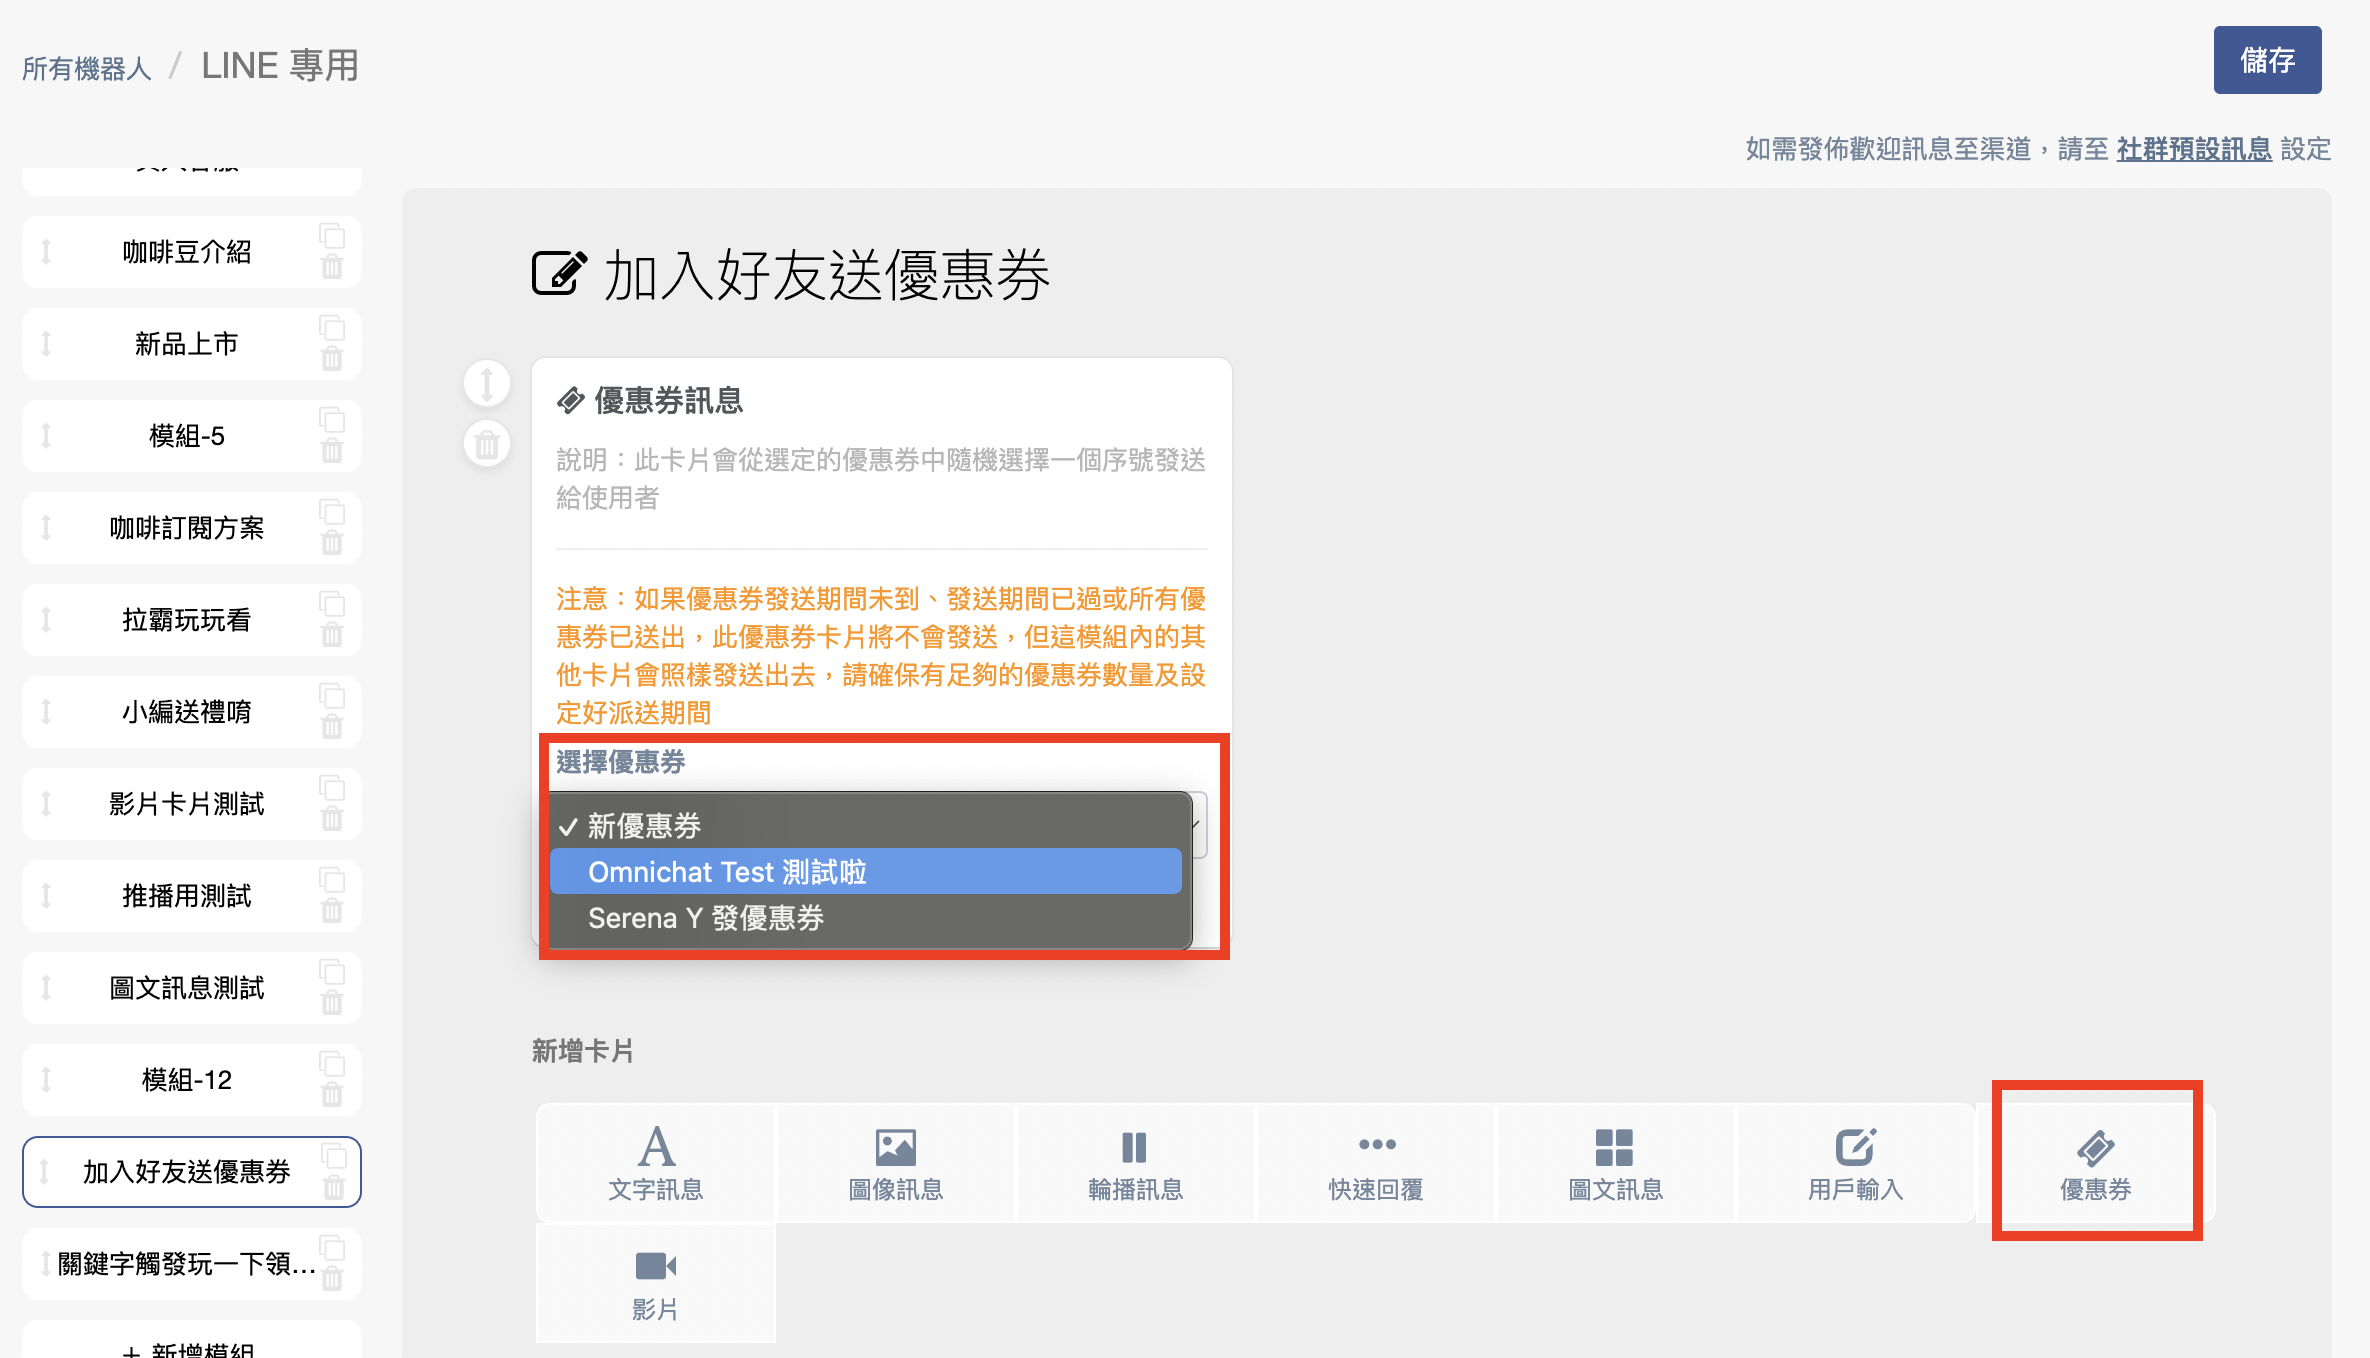 所有機器人 / LINE 專用
儲存
如需發佈歡迎訊息至渠道，請至 社群預設訊息 設定
咖啡豆介紹
新品上市
模組-5
咖啡訂閱方案
拉霸玩玩看
小編送禮唷
影片卡片測試
推播用測試
圖文訊息測試
模組-12
加入好友送優惠券
關鍵字觸發玩一下領...
+ 新增模組
加入好友送優惠券
優惠券訊息
說明：此卡片會從選定的優惠券中隨機選擇一個序號發送
給使用者
注意：如果優惠券發送期間未到、發送期間已過或所有優
惠券已送出，此優惠券卡片將不會發送，但這模組內的其
他卡片會照樣發送出去，請確保有足夠的優惠券數量及設
定好派送期間
選擇優惠券
✓ 新優惠券
Omnichat Test 測試啦
Serena Y 發優惠券
新增卡片
文字訊息
圖像訊息
輪播訊息
快速回覆
圖文訊息
用戶輸入
優惠券
影片